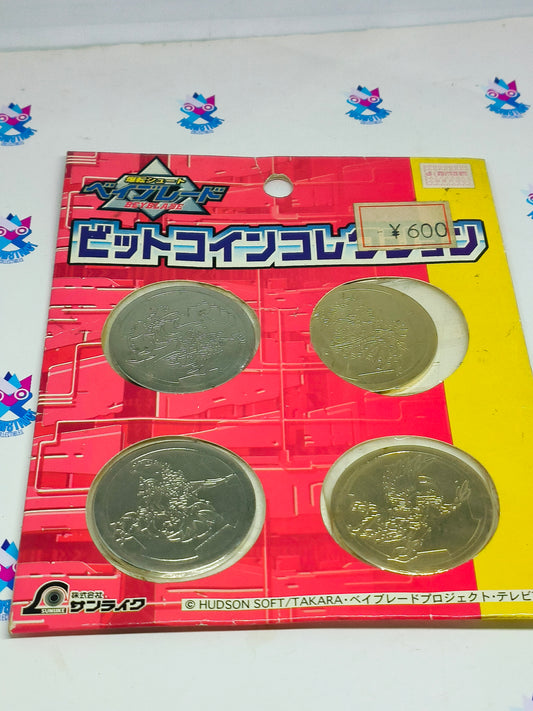 爆転シュート
ベイブレード
BEYBLADE
¥600
ビットコインコレクション
株式会社
サンライク
SUNLIKE
© HUDSON SOFT/TAKARA・ベイブレードプロジェクト・テレビ